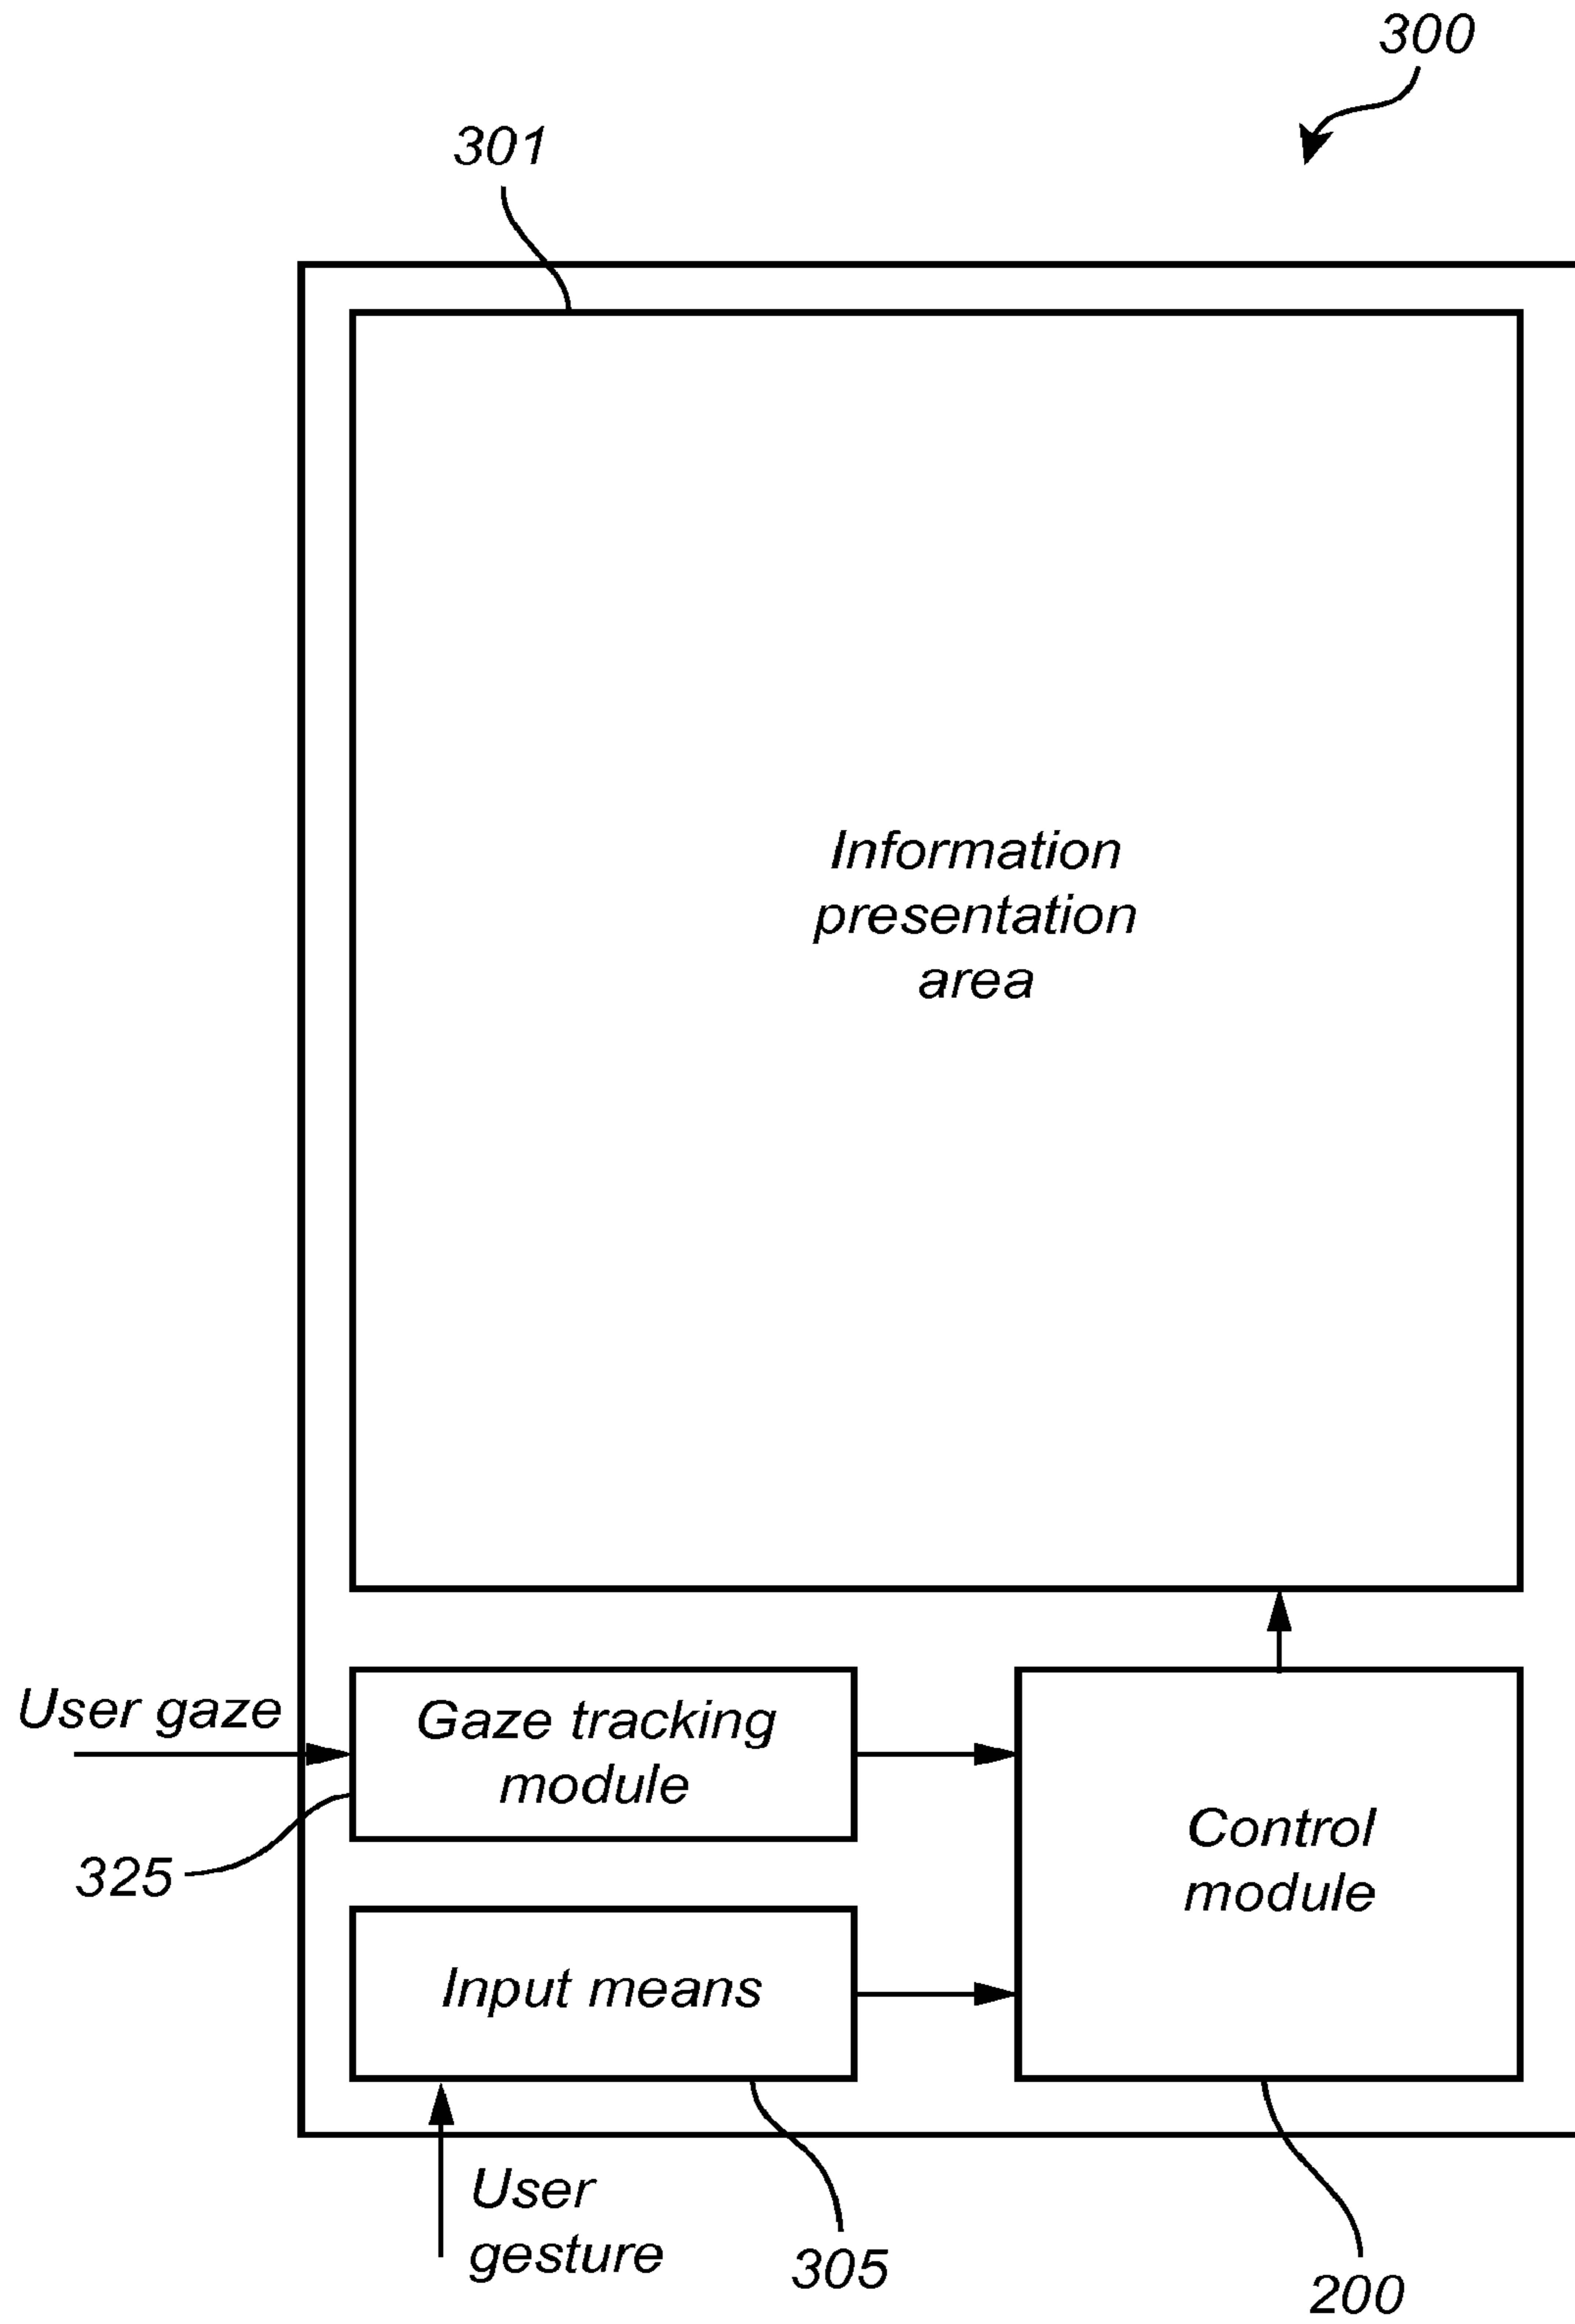 300
301
Information
presentation
area
User gaze
Gaze tracking
module
Control
module
325
Input means
User
gesture
305
200